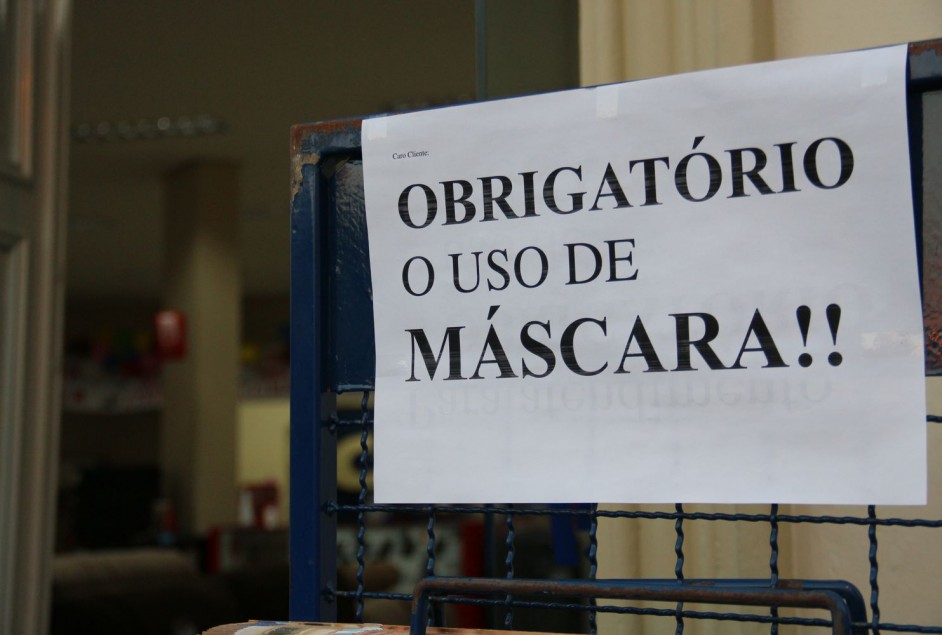 Caro Cliente:
OBRIGATÓRIO
O USO DE
MÁSCARA!!